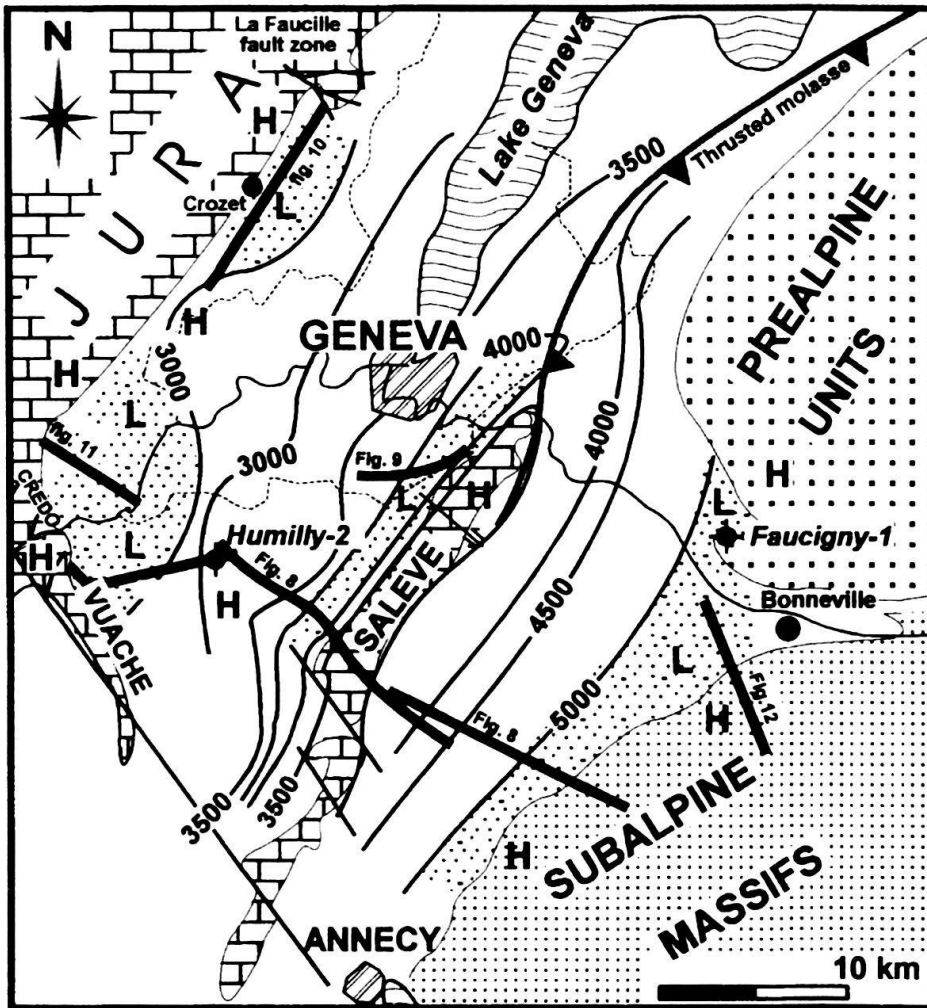 N
La Faucille
fault zone
JURA
H
fig. 10
Crozet
L
H
Lake Geneva
3500
Thrusted molasse
PREALPINE
UNITS
GENEVA
4000
4000
3000
H
L
fig. 11
3000
Fig. 9
L
H
H
L
Faucigny-1
CREDO
H
L
Humilly-2
Fig. 8
H
VUACHE
SALEVE
4500
Bonneville
L
Fig.12
H
5000
Fig. 8
3500
3500
H
SUBALPINE
MASSIFS
ANNECY
10 km